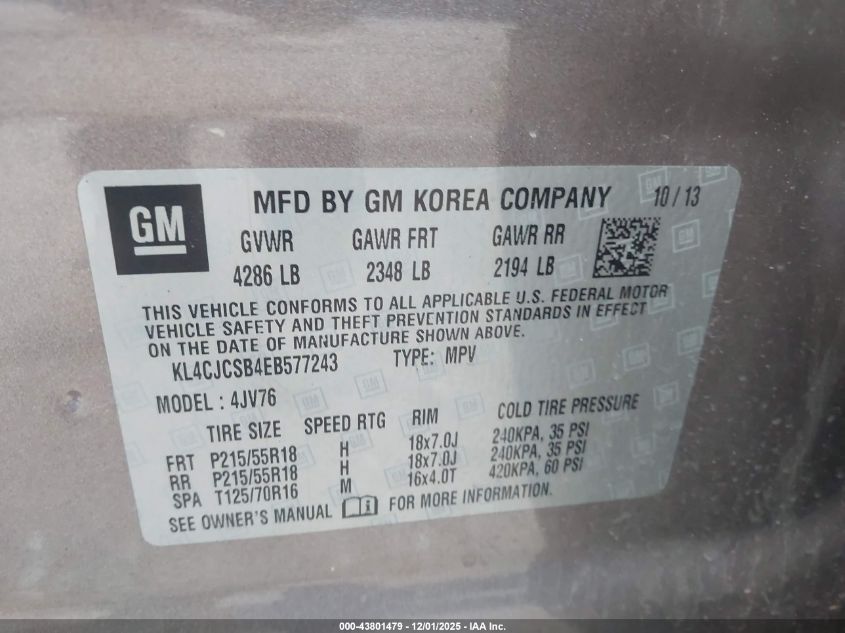 GM
MFD BY GM KOREA COMPANY 10 / 13
GVWR GAWR FRT GAWR RR
4286 LB 2348 LB 2194 LB
THIS VEHICLE CONFORMS TO ALL APPLICABLE U.S. FEDERAL MOTOR
VEHICLE SAFETY AND THEFT PREVENTION STANDARDS IN EFFECT
ON THE DATE OF MANUFACTURE SHOWN ABOVE.
KL4CJCSB4EB577243 TYPE: MPV
MODEL : 4JV76
TIRE SIZE SPEED RTG RIM COLD TIRE PRESSURE
FRT P215/55R18 H 18x7.0J 240KPA, 35 PSI
RR P215/55R18 H 18x7.0J 240KPA, 35 PSI
SPA T125/70R16 M 16x4.0T 420KPA, 60 PSI
SEE OWNER'S MANUAL i FOR MORE INFORMATION.
000-43801479 - 12/01/2025 - IAA Inc.